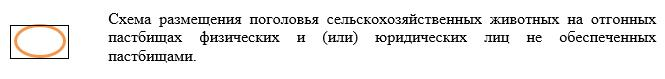 Схема размещения поголовья сельскохозяйственных животных на отгонных
пастбищах физических и (или) юридических лиц не обеспеченных
пастбищами.